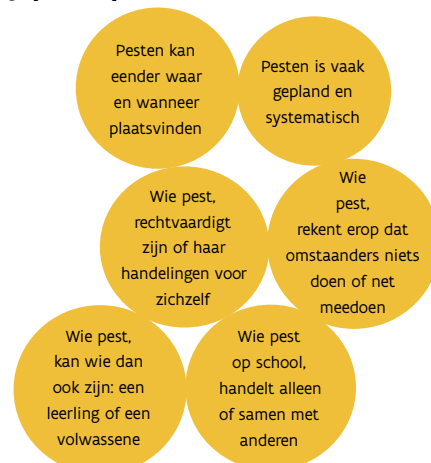 Pesten kan
eender waar
en wanneer
plaatsvinden
Pesten is vaak
gepland en
systematisch
Wie pest,
rechtvaardigt
zijn of haar
handelingen voor
zichzelf
Wie
pest,
rekent erop dat
omstaanders niets
doen of net
meedoen
Wie pest,
kan wie dan
ook zijn: een
leerling of een
volwassene
Wie pest
op school,
handelt alleen
of samen met
anderen